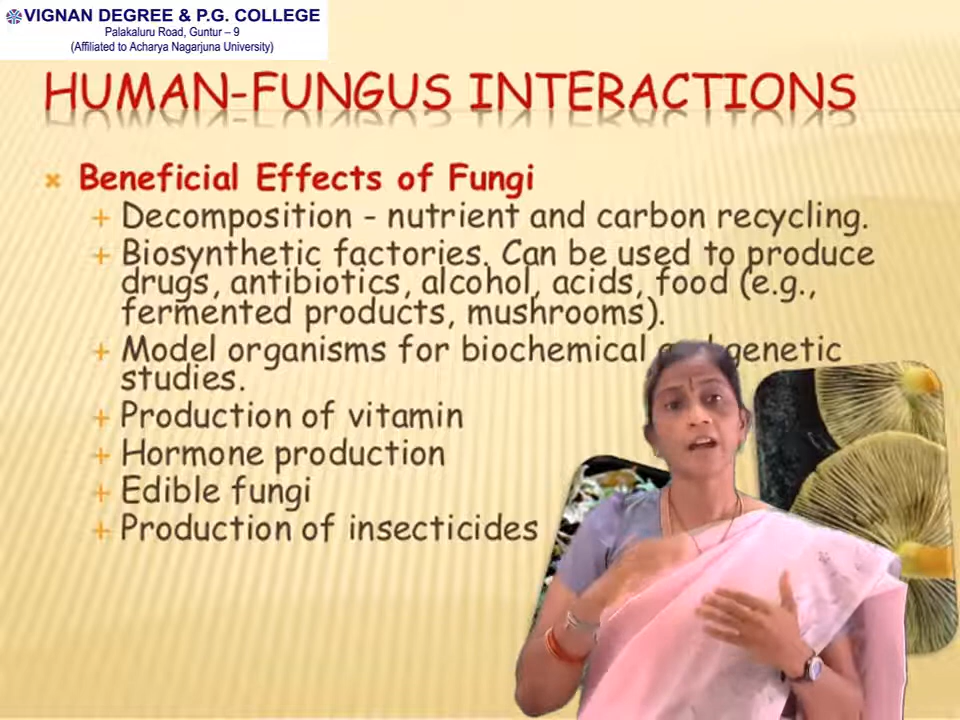 VIGNAN DEGREE & P.G. COLLEGE
Palakaluru Road, Guntur – 9
(Affiliated to Acharya Nagarjuna University)
HUMAN-FUNGUS INTERACTIONS
Beneficial Effects of Fungi
Decomposition - nutrient and carbon recycling.
Biosynthetic factories. Can be used to produce
drugs, antibiotics, alcohol, acids, food (e.g.,
fermented products, mushrooms).
Model organisms for biochemical and genetic
studies.
Production of vitamin
Hormone production
Edible fungi
Production of insecticides